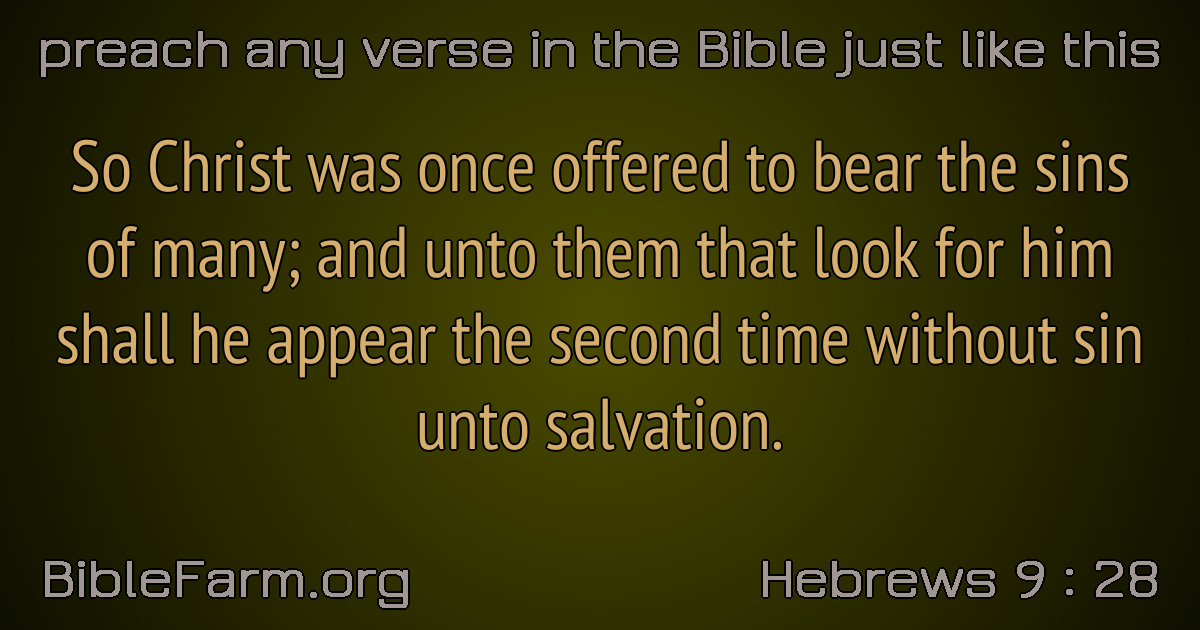 preach any verse in the Bible just like this
So Christ was once offered to bear the sins
of many; and unto them that look for him
shall he appear the second time without sin
unto salvation.
BibleFarm.org
Hebrews 9 : 28